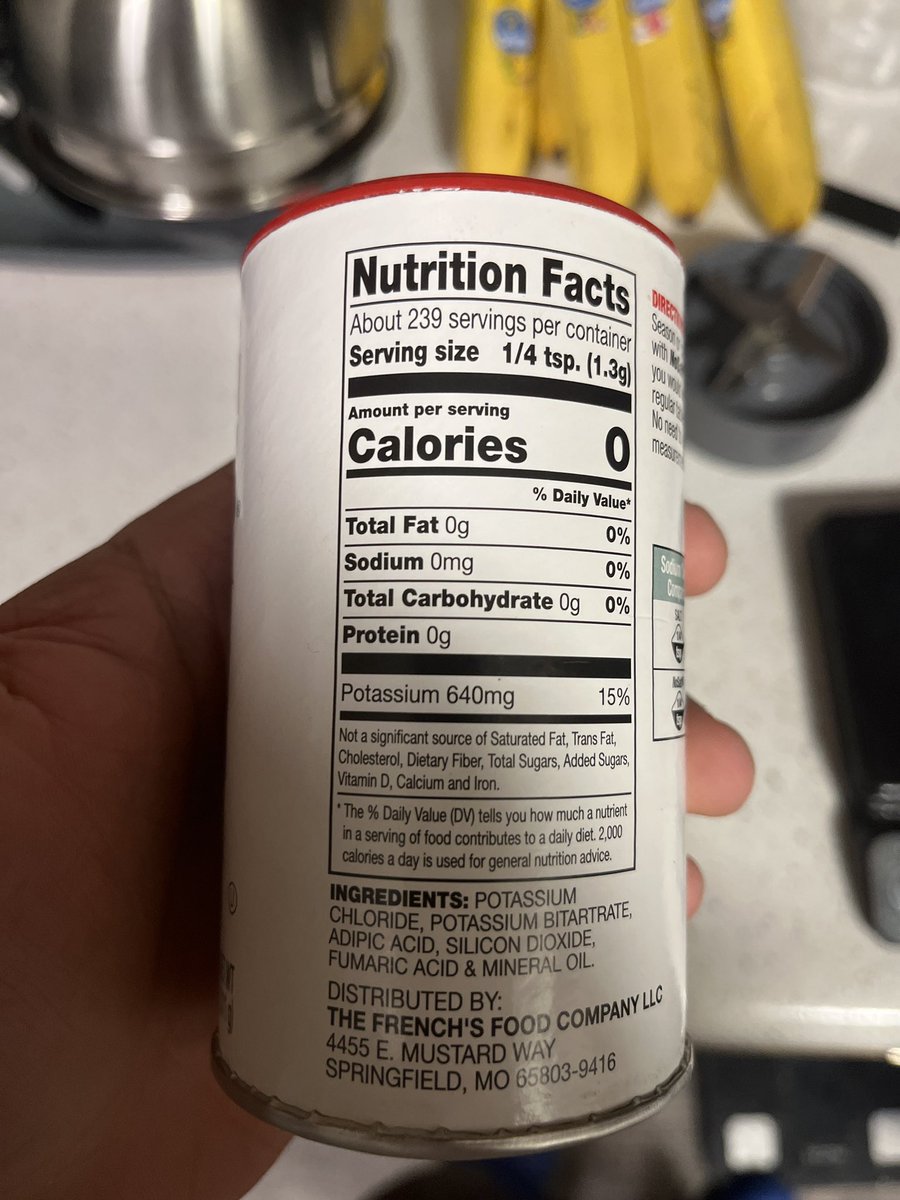 Nutrition Facts
About 239 servings per container
Serving size 1/4 tsp. (1.3g)
Amount per serving
Calories 0
% Daily Value*
Total Fat 0g 0%
Sodium 0mg 0%
Total Carbohydrate 0g 0%
Protein 0g
Potassium 640mg 15%
Not a significant source of Saturated Fat, Trans Fat,
Cholesterol, Dietary Fiber, Total Sugars, Added Sugars,
Vitamin D, Calcium and Iron.
* The % Daily Value (DV) tells you how much a nutrient
in a serving of food contributes to a daily diet. 2,000
calories a day is used for general nutrition advice.
INGREDIENTS: POTASSIUM
CHLORIDE, POTASSIUM BITARTRATE,
ADIPIC ACID, SILICON DIOXIDE,
FUMARIC ACID & MINERAL OIL.
DISTRIBUTED BY:
THE FRENCH'S FOOD COMPANY LLC
4455 E. MUSTARD WAY
SPRINGFIELD, MO 65803-9416
with
No need
Sodium